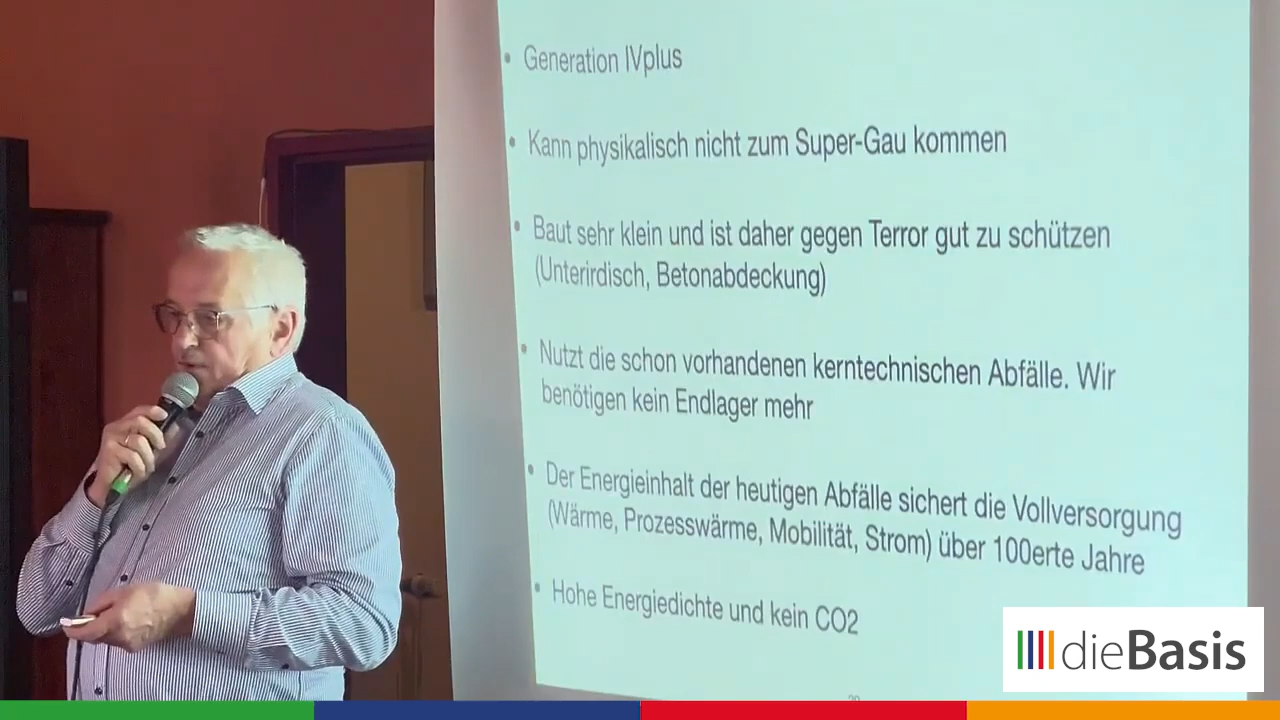 • Generation IVplus
• Kann physikalisch nicht zum Super-Gau kommen
• Baut sehr klein und ist daher gegen Terror gut zu schützen
(Unterirdisch, Betonabdeckung)
• Nutzt die schon vorhandenen kerntechnischen Abfälle. Wir
benötigen kein Endlager mehr
• Der Energieinhalt der heutigen Abfälle sichert die Vollversorgung
(Wärme, Prozesswärme, Mobilität, Strom) über 100erte Jahre
• Hohe Energiedichte und kein CO2
dieBasis